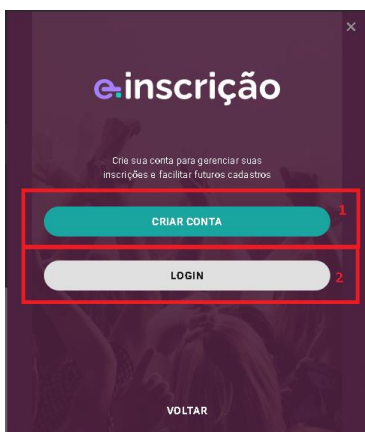 ×
e-inscrição
Crie sua conta para gerenciar suas
inscrições e facilitar futuros cadastros
1
CRIAR CONTA
LOGIN
2
VOLTAR